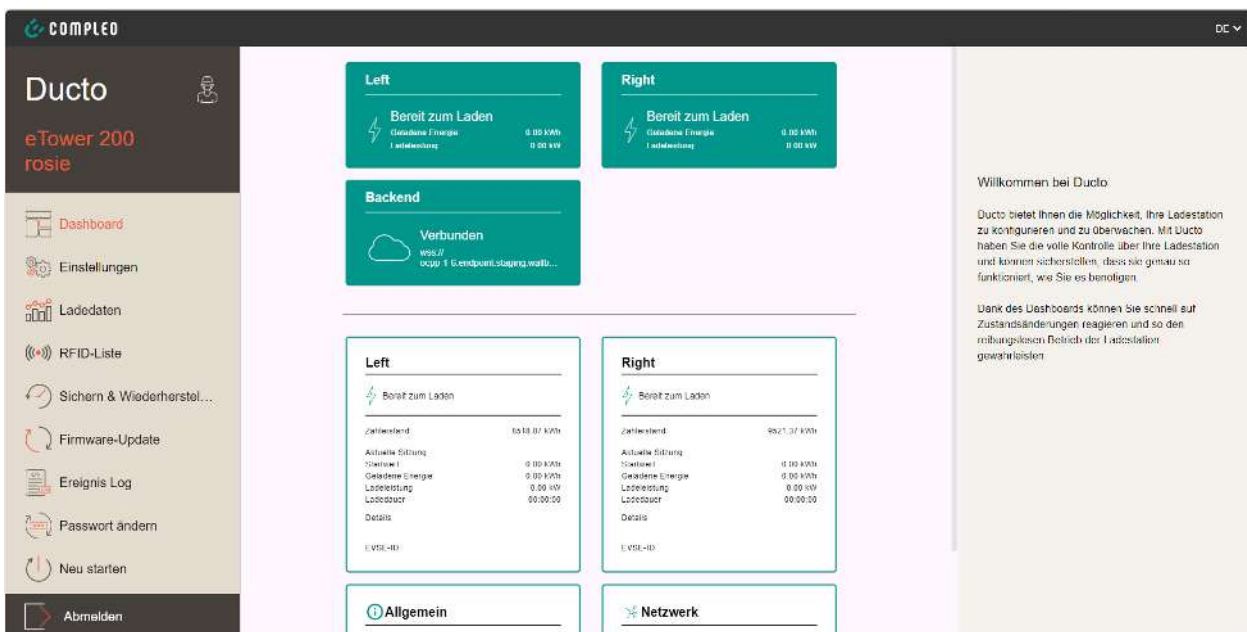 COMPLEO
DE
Ducto
eTower 200
rosie
Dashboard
Einstellungen
Ladedaten
RFID-Liste
Sichern & Wiederherstel...
Firmware-Update
Ereignis Log
Passwort ändern
Neu starten
Abmelden
Left
Bereit zum Laden
Geladene Energie 0.00 kWh
Ladeleistung 0.00 kW
Right
Bereit zum Laden
Geladene Energie 0.00 kWh
Ladeleistung 0.00 kW
Backend
Verbunden
wss://
ocpp-1-6.endpoint.staging.wallb...
Left
Bereit zum Laden
Zählerstand kWh
Aktuelle Sitzung
Startwert 0.00 kWh
Geladene Energie 0.00 kWh
Ladeleistung 0.00 kW
Ladedauer 00:00:00
Details
EVSE-ID
Right
Bereit zum Laden
Zählerstand 9521.37 kWh
Aktuelle Sitzung
Startwert 0.00 kWh
Geladene Energie 0.00 kWh
Ladeleistung 0.00 kW
Ladedauer 00:00:00
Details
EVSE-ID
Allgemein
Netzwerk
Willkommen bei Ducto
Ducto bietet Ihnen die Möglichkeit, Ihre Ladestation
zu konfigurieren und zu überwachen. Mit Ducto
haben Sie die volle Kontrolle über Ihre Ladestation
und können sicherstellen, dass sie genau so
funktioniert, wie Sie es benötigen.
Dank des Dashboards können Sie schnell auf
Zustandsänderungen reagieren und so den
reibungslosen Betrieb der Ladestation
gewährleisten